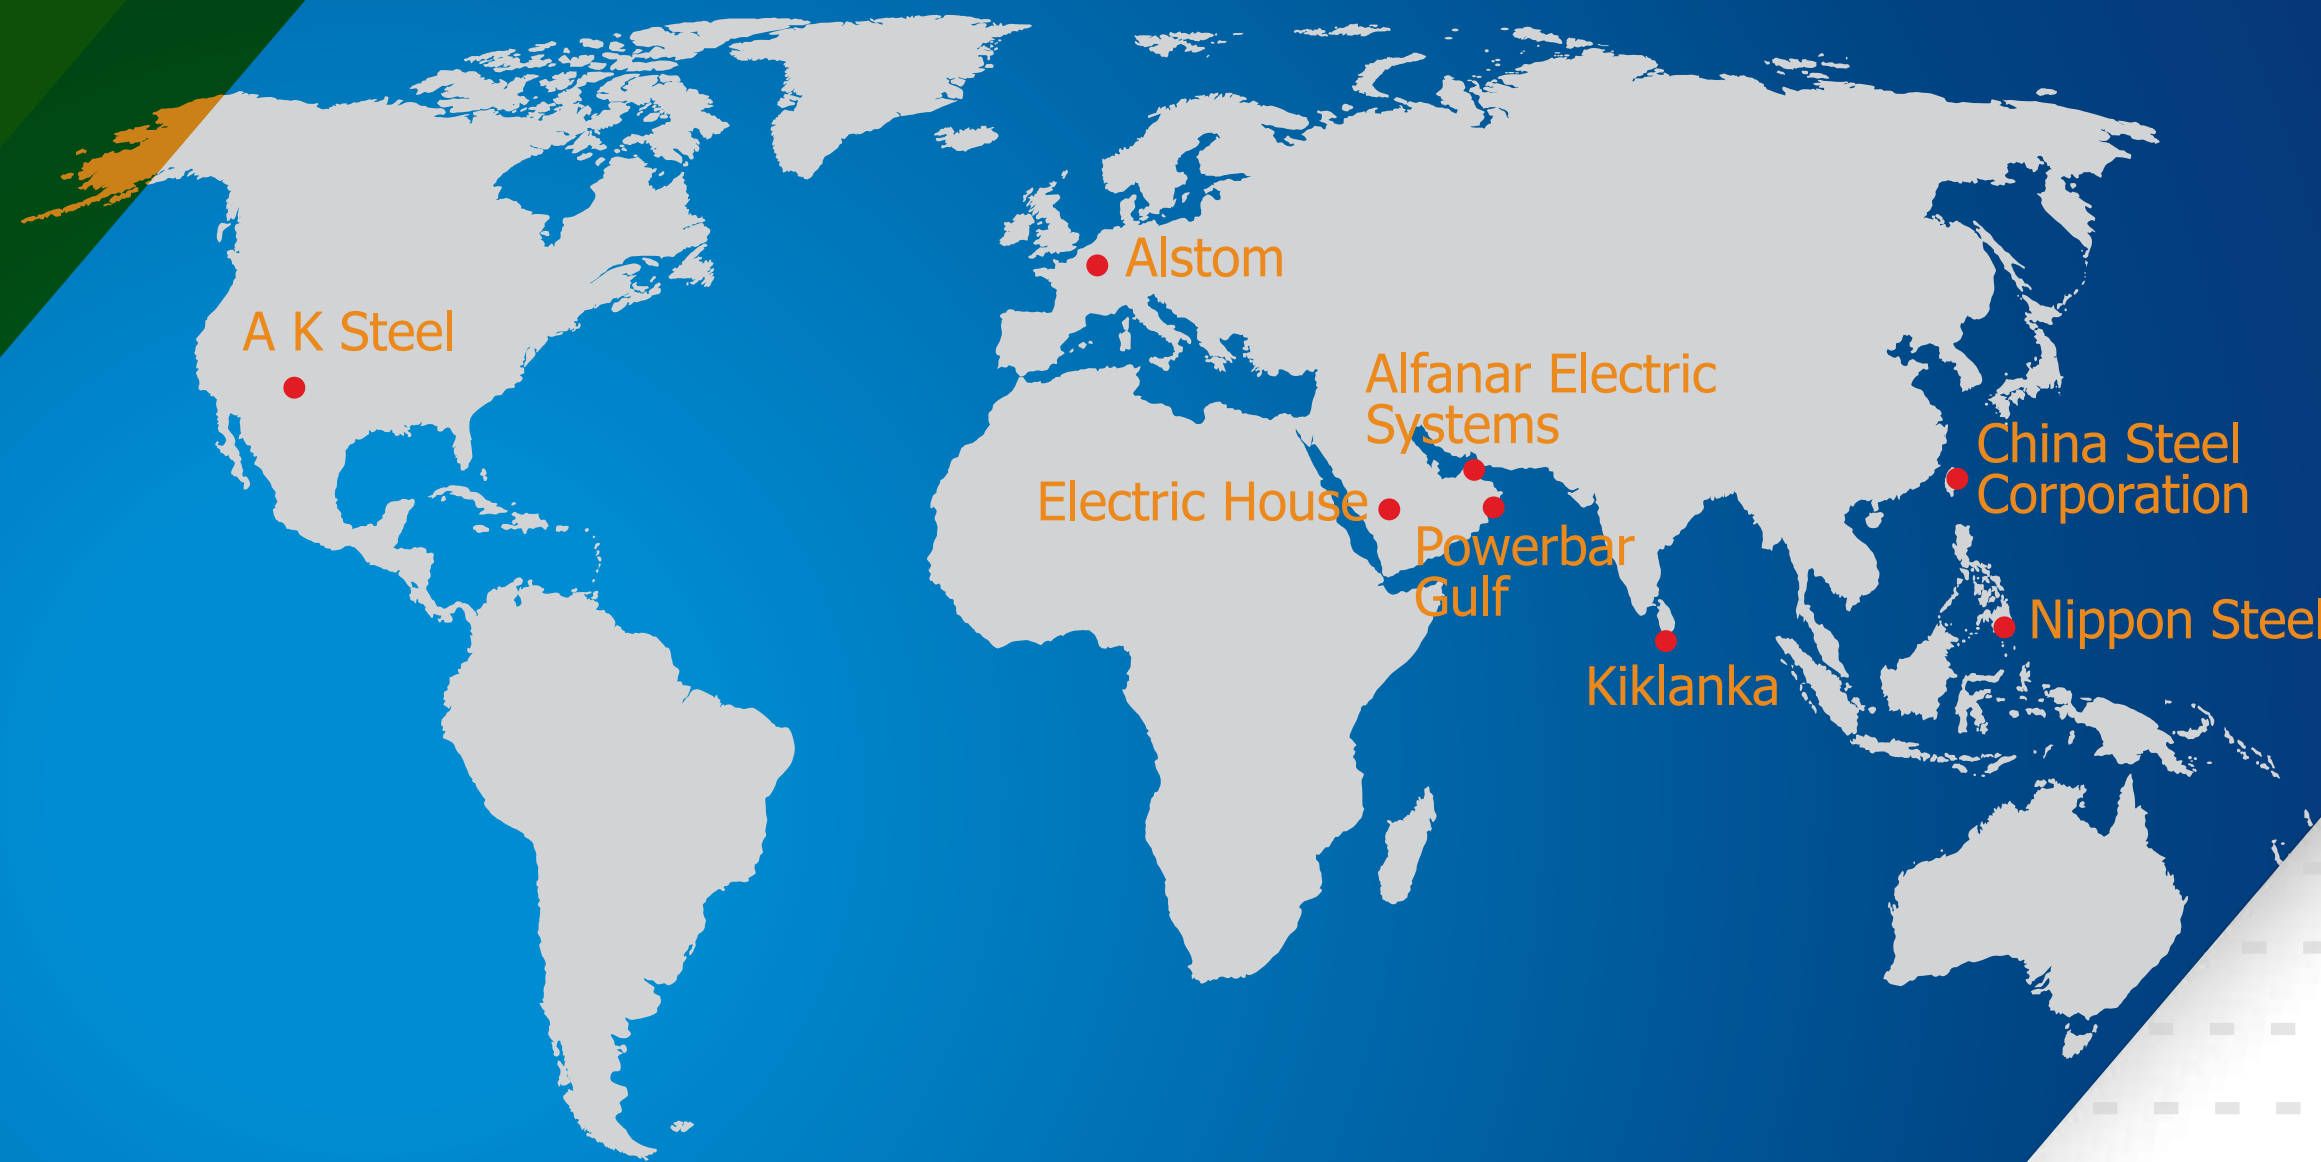 Alstom
A K Steel
Alfanar Electric
Systems
China Steel
Corporation
Electric House
Powerbar
Gulf
Nippon Steel
Kiklanka